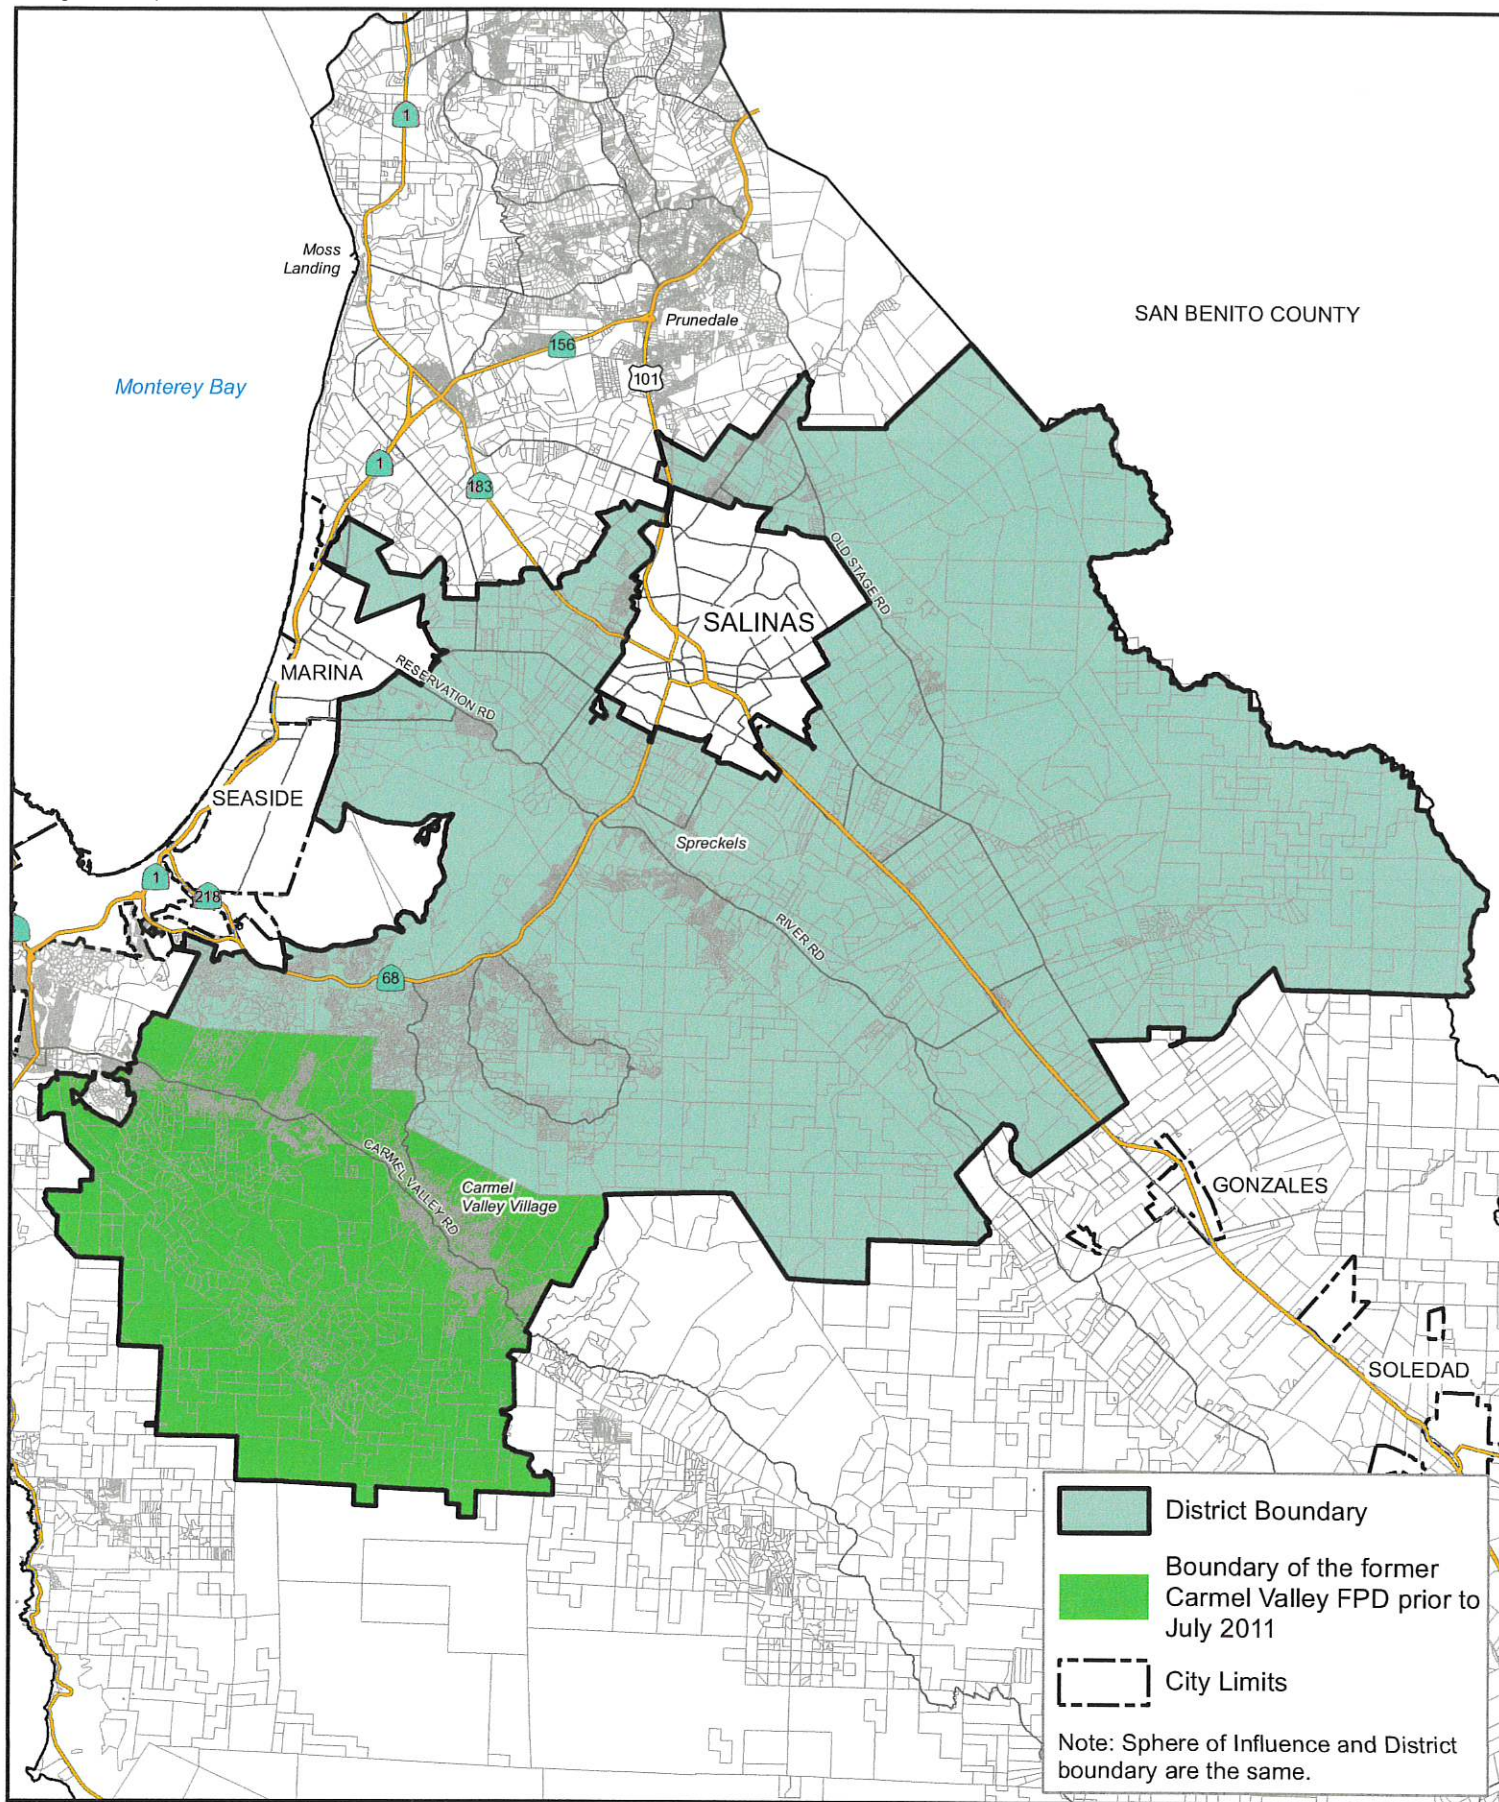 1
Moss
Landing
SAN BENITO COUNTY
Prunedale
156
101
Monterey Bay
1
183
OLD STAGE RD
SALINAS
MARINA
RESERVATION RD
SEASIDE
Spreckels
1
218
RIVER RD
68
CARMEL VALLEY RD
Carmel
Valley Village
GONZALES
SOLEDAD
District Boundary
Boundary of the former
Carmel Valley FPD prior to
July 2011
City Limits
Note: Sphere of Influence and District
boundary are the same.